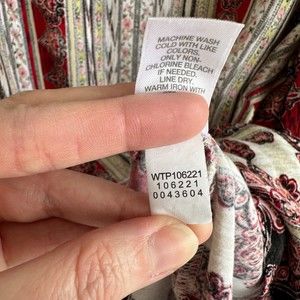 MACHINE WASH
COLD WITH LIKE
COLORS.
ONLY NON-
CHLORINE BLEACH
IF NEEDED.
LINE DRY.
WARM IRON WITH
WTP106221
106221
0043604